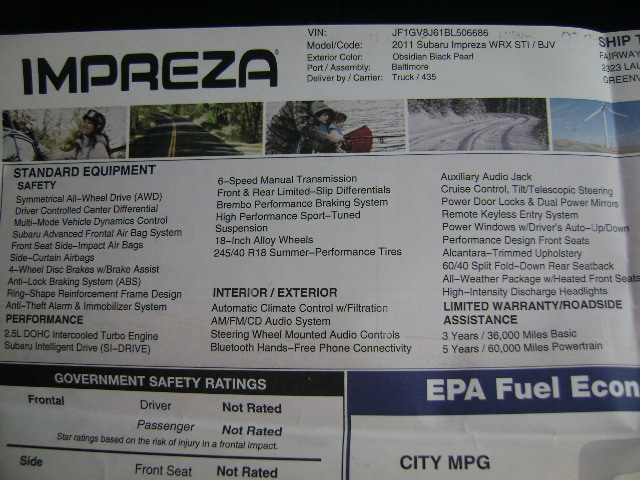 IMPREZA
VIN: JF1GV8J61BL506686
Model/Code: 2011 Subaru Impreza WRX STI / BJV
Exterior Color: Obsidian Black Pearl
Port / Assembly: Baltimore
Deliver by / Carrier: Truck / 435
SHIP T
FAIRWAY
2323 LAU
GREENV
STANDARD EQUIPMENT
SAFETY
Symmetrical All-Wheel Drive (AWD)
Driver Controlled Center Differential
Multi-Mode Vehicle Dynamics Control
Subaru Advanced Frontal Air Bag System
Front Seat Side-Impact Air Bags
Side-Curtain Airbags
4-Wheel Disc Brakes w/Brake Assist
Anti-Lock Braking System (ABS)
Ring-Shape Reinforcement Frame Design
Anti-Theft Alarm & Immobilizer System
PERFORMANCE
2.5L DOHC Intercooled Turbo Engine
Subaru Intelligent Drive (SI-DRIVE)
6-Speed Manual Transmission
Front & Rear Limited-Slip Differentials
Brembo Performance Braking System
High Performance Sport-Tuned
Suspension
18-Inch Alloy Wheels
245/40 R18 Summer-Performance Tires
INTERIOR / EXTERIOR
Automatic Climate Control w/Filtration
AM/FM/CD Audio System
Steering Wheel Mounted Audio Controls
Bluetooth Hands-Free Phone Connectivity
Auxiliary Audio Jack
Cruise Control, Tilt/Telescopic Steering
Power Door Locks & Dual Power Mirrors
Remote Keyless Entry System
Power Windows w/Driver's Auto-Up/Down
Performance Design Front Seats
Alcantara-Trimmed Upholstery
60/40 Split Fold-Down Rear Seatback
All-Weather Package w/Heated Front Seats
High-Intensity Discharge Headlights
LIMITED WARRANTY/ROADSIDE
ASSISTANCE
3 Years / 36,000 Miles Basic
5 Years / 60,000 Miles Powertrain
GOVERNMENT SAFETY RATINGS
Frontal Driver Not Rated
Passenger Not Rated
Star ratings based on the risk of injury in a frontal impact.
Side Front Seat Not Rated
EPA Fuel Econ
CITY MPG